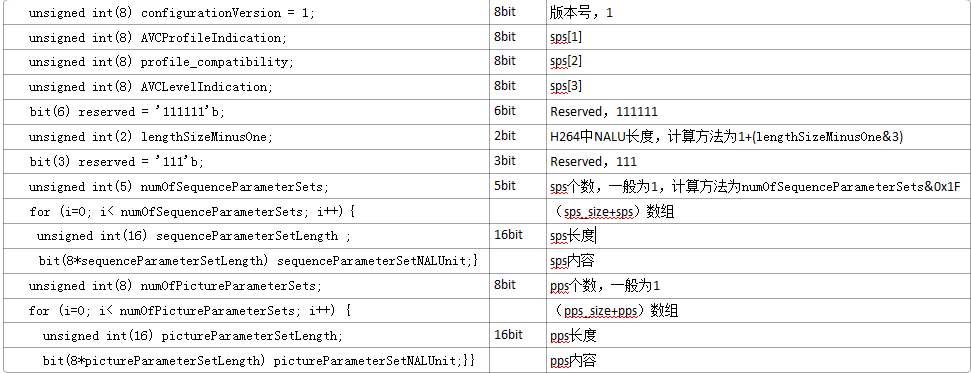 unsigned int(8) configurationVersion = 1; 8bit 版本号，1
unsigned int(8) AVCProfileIndication; 8bit sps[1]
unsigned int(8) profile_compatibility; 8bit sps[2]
unsigned int(8) AVCLevelIndication; 8bit sps[3]
bit(6) reserved = '111111'b; 6bit Reserved，111111
unsigned int(2) lengthSizeMinusOne; 2bit H264中NALU长度，计算方法为1+(lengthSizeMinusOne&3)
bit(3) reserved = '111'b; 3bit Reserved，111
unsigned int(5) numOfSequenceParameterSets; 5bit sps个数，一般为1，计算方法为numOfSequenceParameterSets&0x1F
for (i=0; i< numOfSequenceParameterSets; i++) { （sps_size+sps）数组
unsigned int(16) sequenceParameterSetLength ; 16bit sps长度
bit(8*sequenceParameterSetLength) sequenceParameterSetNALUnit;} sps内容
unsigned int(8) numOfPictureParameterSets; 8bit pps个数，一般为1
for (i=0; i< numOfPictureParameterSets; i++) { （pps_size+pps）数组
unsigned int(16) pictureParameterSetLength; 16bit pps长度
bit(8*pictureParameterSetLength) pictureParameterSetNALUnit;}} pps内容